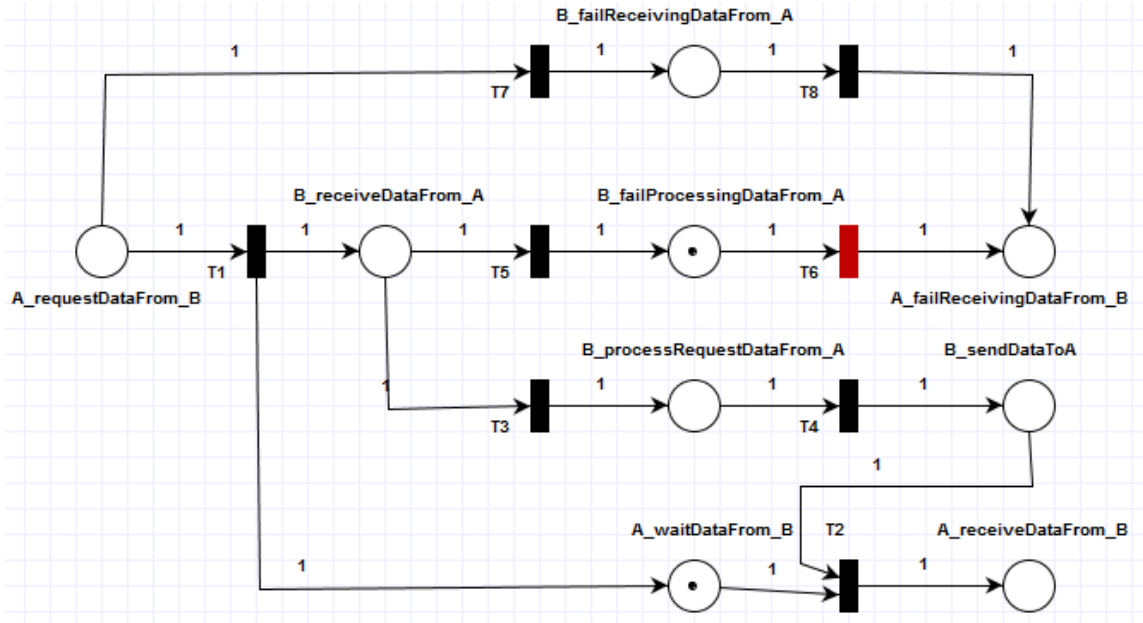 B_failReceivingDataFrom_A
1
1
1
1
T7
T8
B_receiveDataFrom_A
B_failProcessingDataFrom_A
1
1
1
1
1
1
T1
T5
T6
A_requestDataFrom_B
A_failReceivingDataFrom_B
B_processRequestDataFrom_A
B_sendDataToA
1
1
1
1
T3
T4
1
A_waitDataFrom_B
T2
A_receiveDataFrom_B
1
1
1